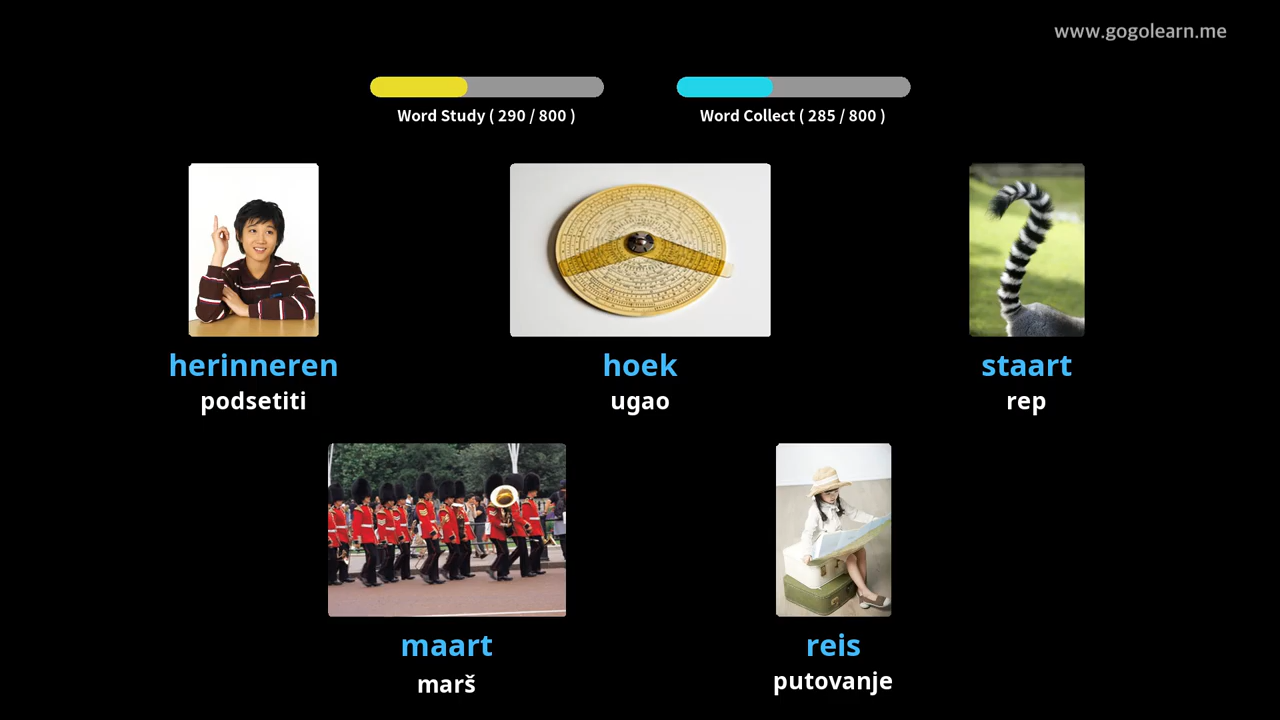 www.gogolearn.me
Word Study ( 290 / 800 )
Word Collect ( 285 / 800 )
herinneren
podsetiti
hoek
ugao
staart
rep
maart
marš
reis
putovanje